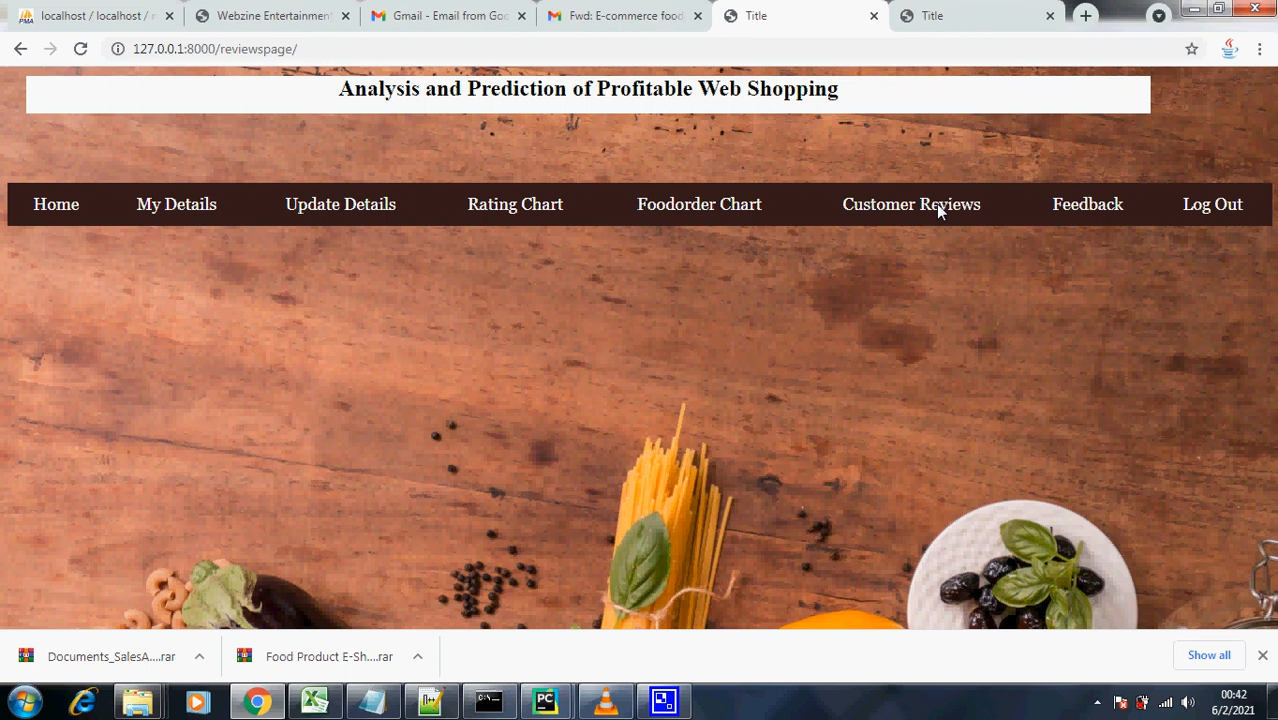 localhost / localhost / r
Webzine Entertainment
Gmail - Email from Goo
Fwd: E-commerce food
Title
Title
127.0.0.1:8000/reviewspage/
Analysis and Prediction of Profitable Web Shopping
Home My Details Update Details Rating Chart Foodorder Chart Customer Reviews Feedback Log Out
Documents_SalesA....rar
Food Product E-Sh....rar
Show all
00:42
6/2/2021